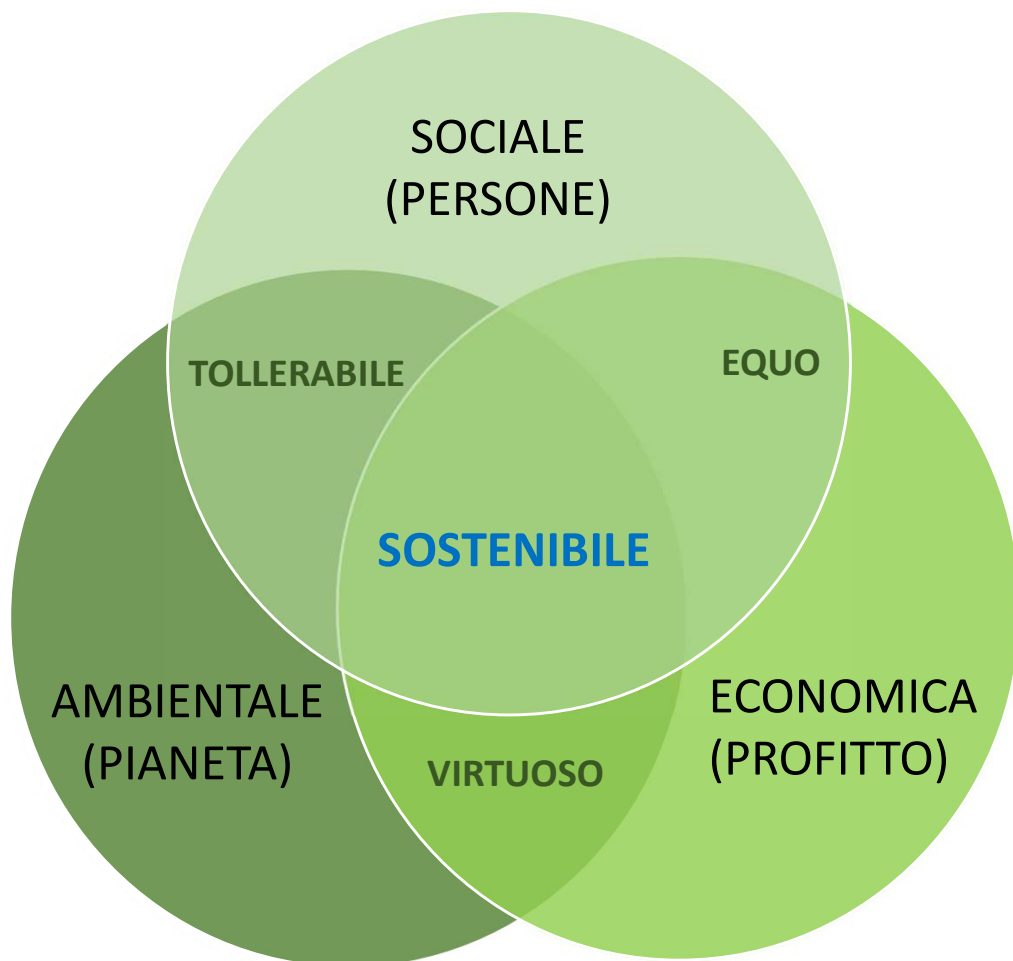 SOCIALE
(PERSONE)
TOLLERABILE
EQUO
SOSTENIBILE
AMBIENTALE
(PIANETA)
ECONOMICA
(PROFITTO)
VIRTUOSO